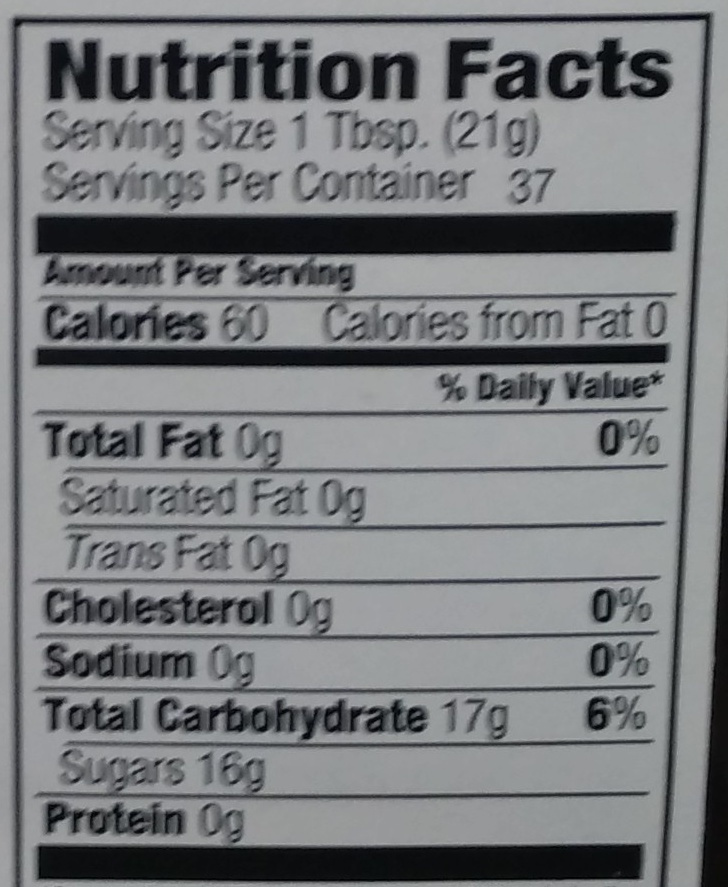 Nutrition Facts
Serving Size 1 Tbsp. (21g)
Servings Per Container 37
Amount Per Serving
Calories 60 Calories from Fat 0
% Daily Value*
Total Fat 0g 0%
Saturated Fat 0g
Trans Fat 0g
Cholesterol 0g 0%
Sodium 0g 0%
Total Carbohydrate 17g 6%
Sugars 16g
Protein 0g